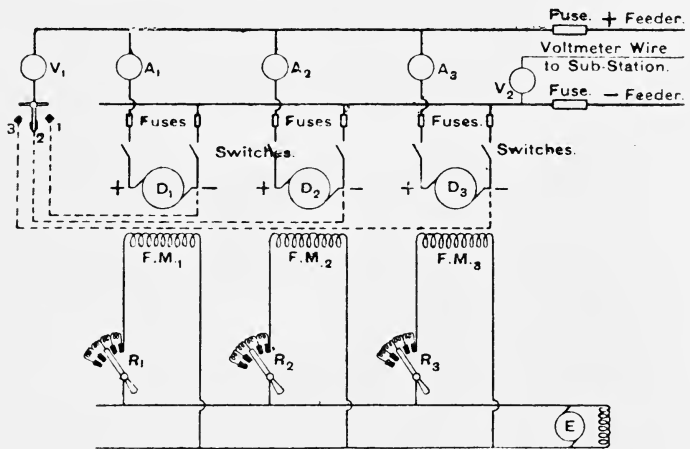 Fuse. + Feeder.
Voltmeter Wire
to Sub-Station.
V1 A1 A2 A3 V2
Fuse. – Feeder.
3 2 1
Fuses Fuses Fuses.
Switches. Switches.
+ D1 – + D2 – + D3 –
F.M.1 F.M.2 F.M.3
R1 R2 R3
E